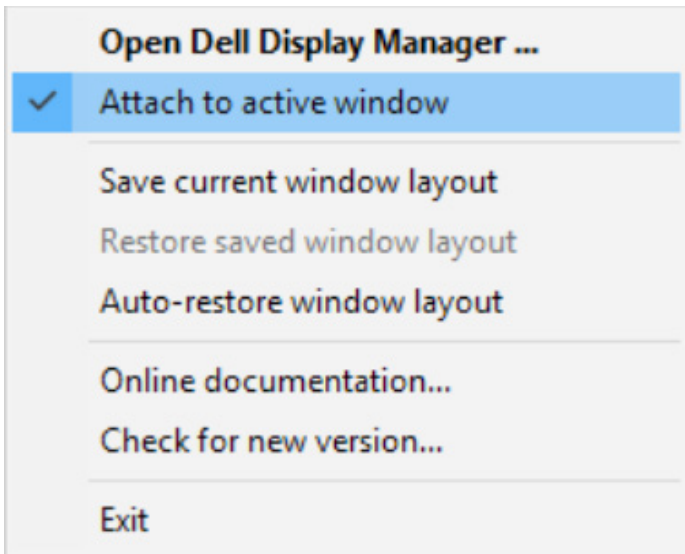 Open Dell Display Manager ...
Attach to active window
Save current window layout
Restore saved window layout
Auto-restore window layout
Online documentation...
Check for new version...
Exit